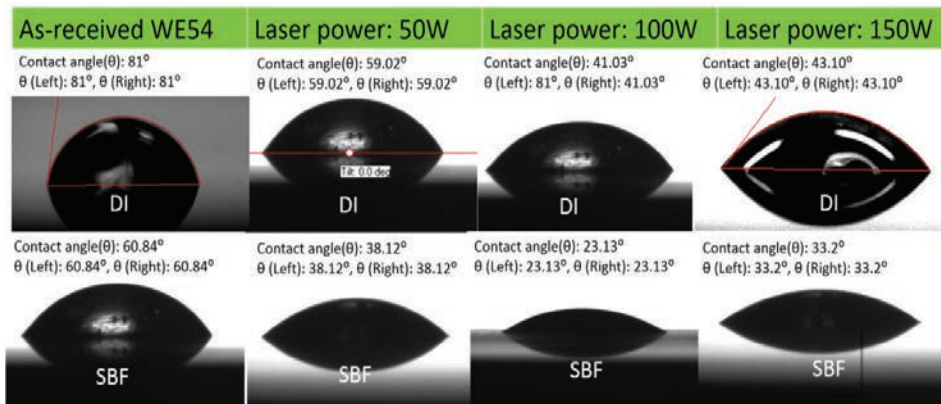 As-received WE54
Laser power: 50W
Laser power: 100W
Laser power: 150W
Contact angle(θ): 81°
θ (Left): 81°, θ (Right): 81°
Contact angle(θ): 59.02°
θ (Left): 59.02°, θ (Right): 59.02°
Contact angle(θ): 41.03°
θ (Left): 81°, θ (Right): 41.03°
Contact angle(θ): 43.10°
θ (Left): 43.10°, θ (Right): 43.10°
DI
Tilt: 0.0 deg
DI
DI
DI
Contact angle(θ): 60.84°
θ (Left): 60.84°, θ (Right): 60.84°
Contact angle(θ): 38.12°
θ (Left): 38.12°, θ (Right): 38.12°
Contact angle(θ): 23.13°
θ (Left): 23.13°, θ (Right): 23.13°
Contact angle(θ): 33.2°
θ (Left): 33.2°, θ (Right): 33.2°
SBF
SBF
SBF
SBF